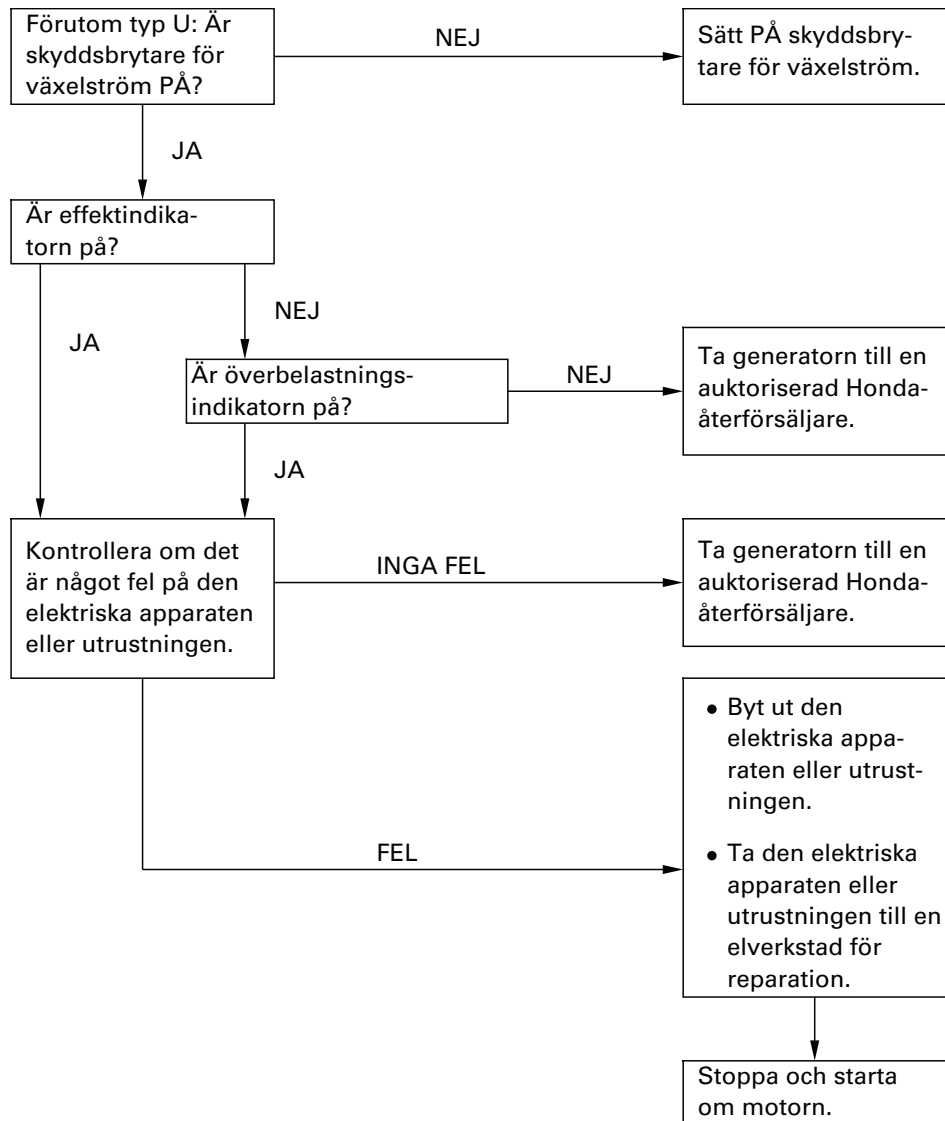 Förutom typ U: Är
skyddsbrytare för
växelström PÅ?
NEJ
Sätt PÅ skyddsbry-
tare för växelström.
JA
Är effektindika-
torn på?
JA
NEJ
Är överbelastnings-
indikatorn på?
NEJ
Ta generatorn till en
auktoriserad Honda-
återförsäljare.
JA
Kontrollera om det
är något fel på den
elektriska apparaten
eller utrustningen.
INGA FEL
Ta generatorn till en
auktoriserad Honda-
återförsäljare.
FEL
● Byt ut den
elektriska appa-
raten eller utrust-
ningen.
● Ta den elektriska
apparaten eller
utrustningen till en
elverkstad för
reparation.
Stoppa och starta
om motorn.